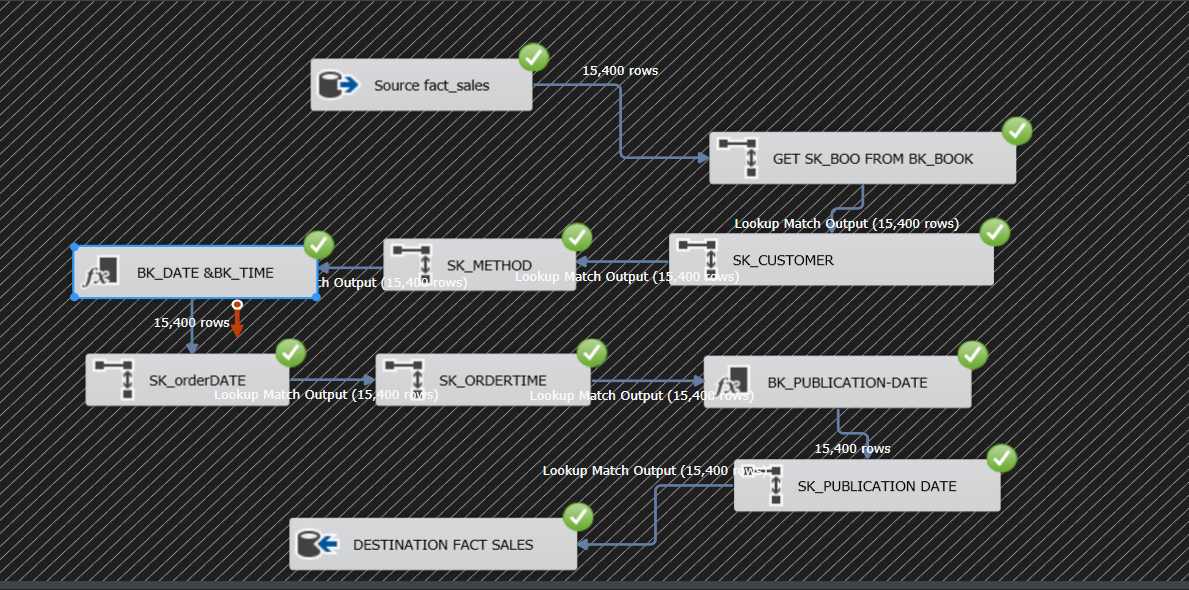 Source fact_sales
15,400 rows
GET SK_BOO FROM BK_BOOK
Lookup Match Output (15,400 rows)
SK_CUSTOMER
Lookup Match Output (15,400 rows)
SK_METHOD
ch Output (15,400 rows)
BK_DATE &BK_TIME
15,400 rows
SK_orderDATE
Lookup Match Output (15,400 rows)
SK_ORDERTIME
Lookup Match Output (15,400 rows)
BK_PUBLICATION-DATE
15,400 rows
SK_PUBLICATION DATE
Lookup Match Output (15,400 rows)
DESTINATION FACT SALES